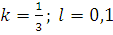 k = 1/3; l = 0,1